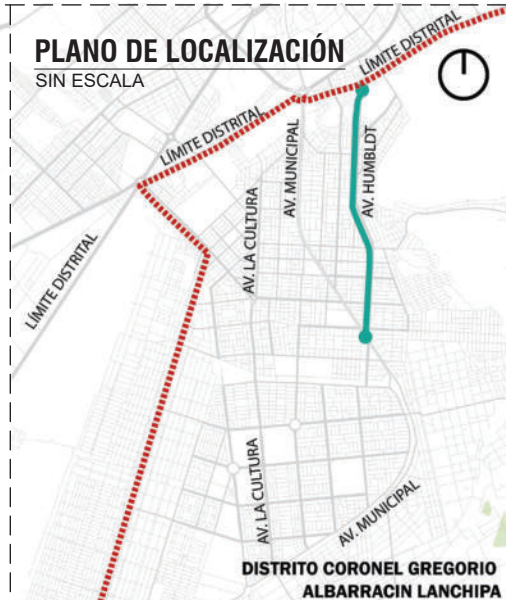 PLANO DE LOCALIZACIÓN
SIN ESCALA
LÍMITE DISTRITAL
LÍMITE DISTRITAL
AV. MUNICIPAL
AV. HUMBLDT
AV. LA CULTURA
LÍMITE DISTRITAL
AV. LA CULTURA
AV. MUNICIPAL
DISTRITO CORONEL GREGORIO
ALBARRACIN LANCHIPA